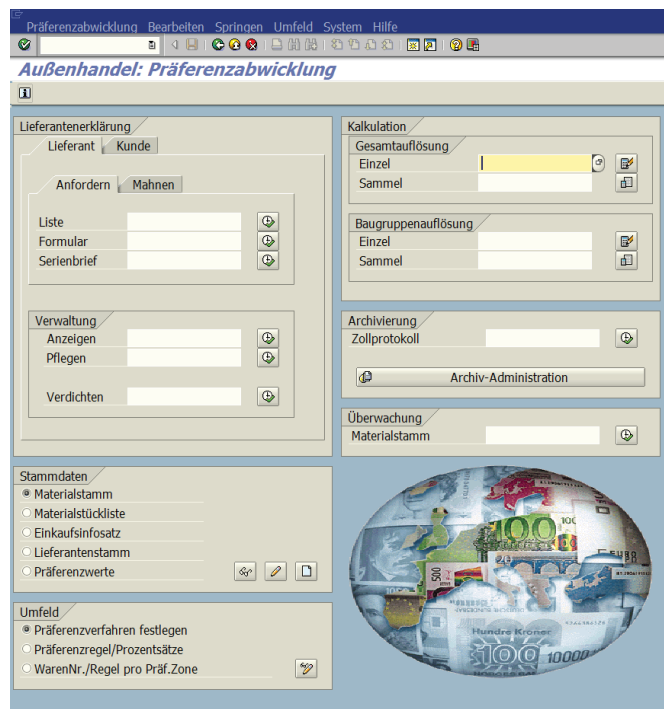 Präferenzabwicklung Bearbeiten Springen Umfeld System Hilfe
Außenhandel: Präferenzabwicklung
Lieferantenerklärung
Lieferant Kunde
Anfordern Mahnen
Liste
Formular
Serienbrief
Verwaltung
Anzeigen
Pflegen
Verdichten
Kalkulation
Gesamtauflösung
Einzel
Sammel
Baugruppenauflösung
Einzel
Sammel
Archivierung
Zollprotokoll
Archiv-Administration
Überwachung
Materialstamm
Stammdaten
Materialstamm
Materialstückliste
Einkaufsinfosatz
Lieferantenstamm
Präferenzwerte
Umfeld
Präferenzverfahren festlegen
Präferenzregel/Prozentsätze
WarenNr./Regel pro Präf.Zone
100
100
500
Hundre Kroner
100
10000